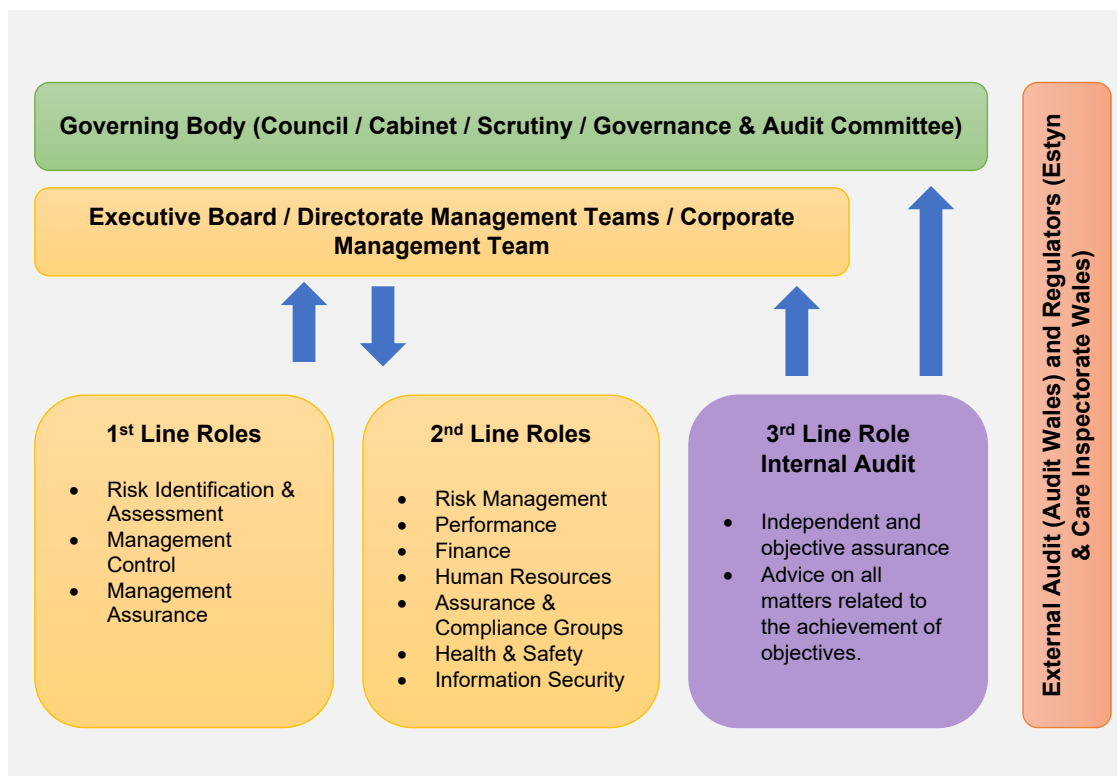 Governing Body (Council / Cabinet / Scrutiny / Governance & Audit Committee)
Executive Board / Directorate Management Teams / Corporate
Management Team
1st Line Roles
• Risk Identification &
Assessment
• Management
Control
• Management
Assurance
2nd Line Roles
• Risk Management
• Performance
• Finance
• Human Resources
• Assurance &
Compliance Groups
• Health & Safety
• Information Security
3rd Line Role
Internal Audit
• Independent and
objective assurance
• Advice on all
matters related to
the achievement of
objectives.
External Audit (Audit Wales) and Regulators (Estyn
& Care Inspectorate Wales)